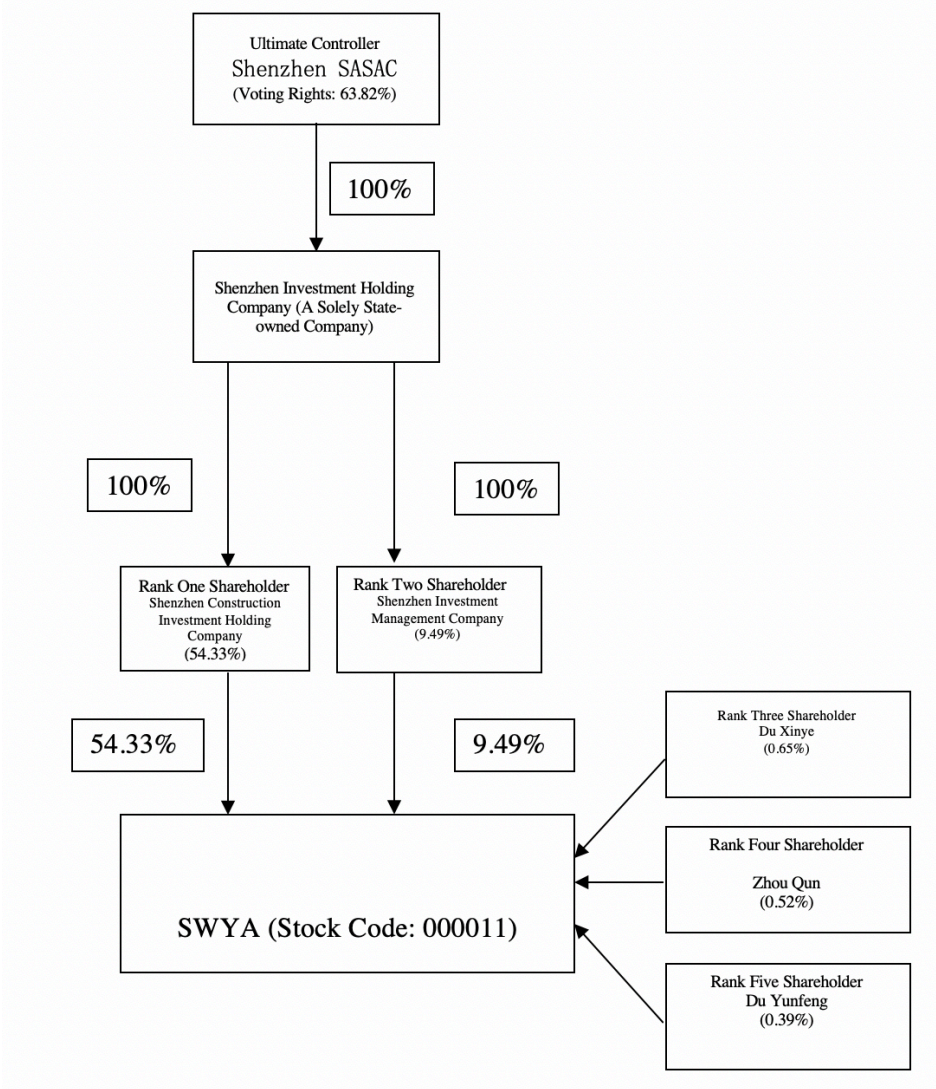 Ultimate Controller
Shenzhen SASAC
(Voting Rights: 63.82%)
100%
Shenzhen Investment Holding
Company (A Solely State-
owned Company)
100%
100%
Rank One Shareholder
Shenzhen Construction
Investment Holding
Company
(54.33%)
Rank Two Shareholder
Shenzhen Investment
Management Company
(9.49%)
54.33%
9.49%
Rank Three Shareholder
Du Xinye
(0.65%)
Rank Four Shareholder
Zhou Qun
(0.52%)
SWYA (Stock Code: 000011)
Rank Five Shareholder
Du Yunfeng
(0.39%)